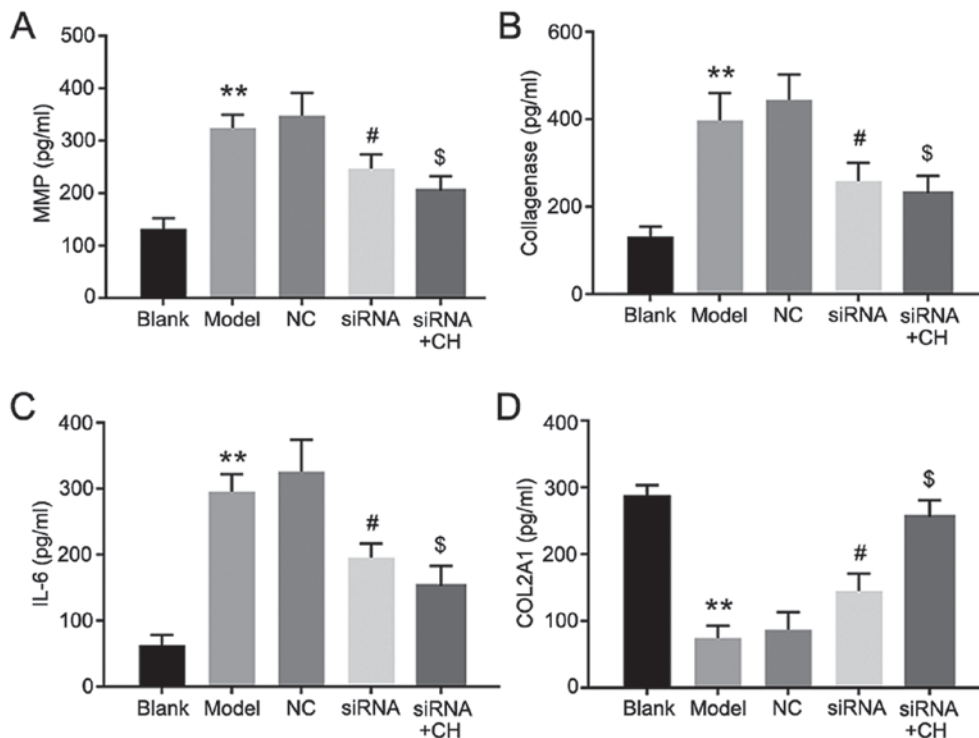 A
MMP (pg/ml)
500
400
300
200
100
0
**
#
$
Blank Model NC siRNA siRNA
+CH
B
Collagenase (pg/ml)
600
400
200
0
**
#
$
Blank Model NC siRNA siRNA
+CH
C
IL-6 (pg/ml)
400
300
200
100
0
**
#
$
Blank Model NC siRNA siRNA
+CH
D
COL2A1 (pg/ml)
400
300
200
100
0
**
#
$
Blank Model NC siRNA siRNA
+CH